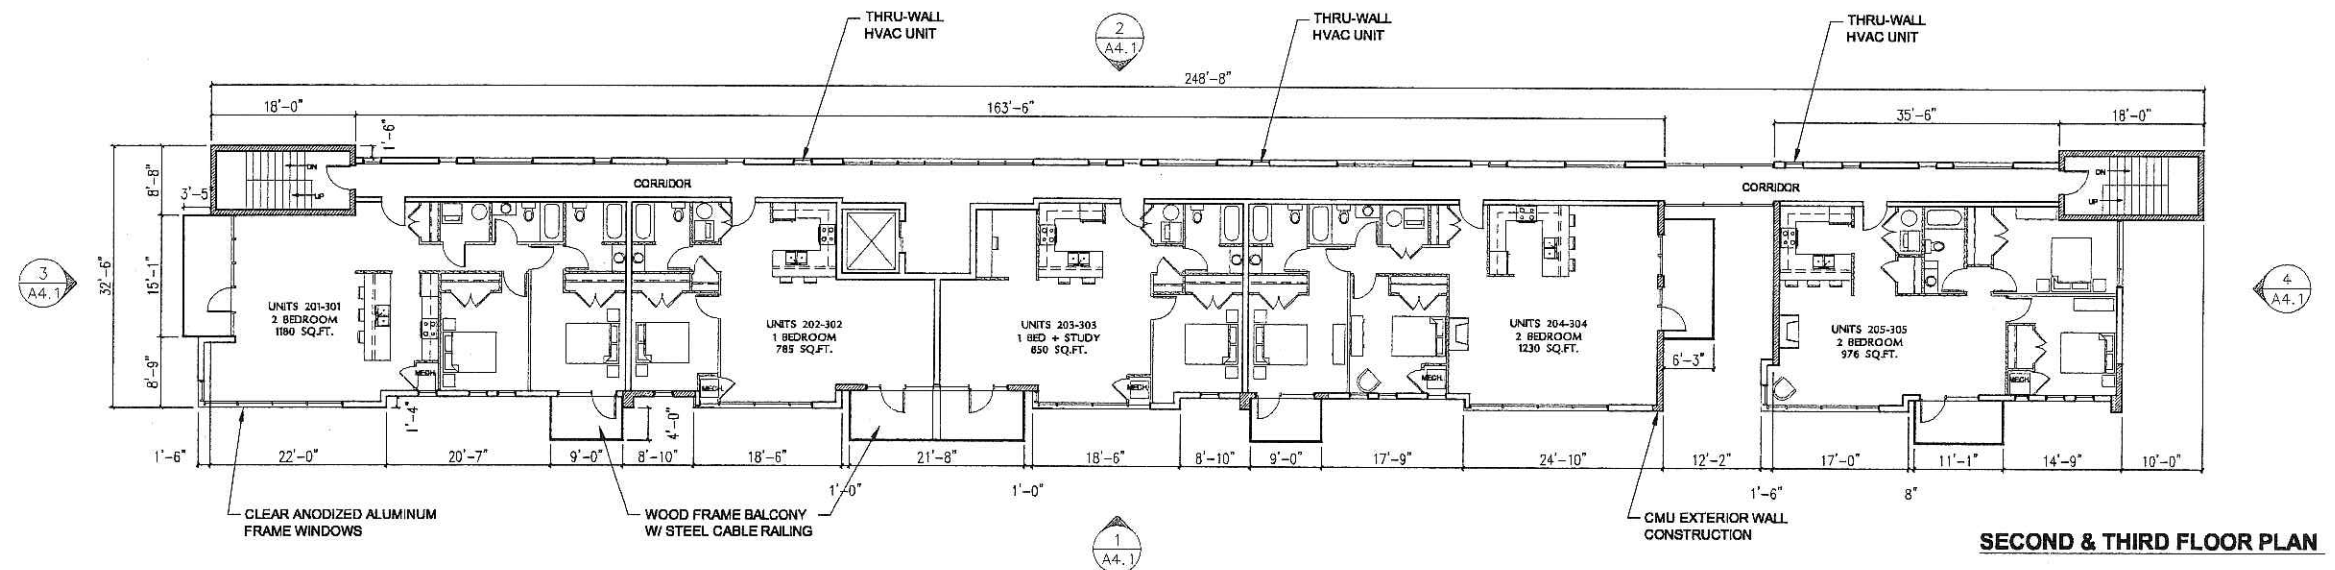 THRU-WALL
HVAC UNIT
THRU-WALL
HVAC UNIT
THRU-WALL
HVAC UNIT
2
A4.1
248'-8"
18'-0"
163'-6"
35'-6"
18'-0"
1'-6"
8'-8"
3'-5"
32'-6"
15'-1"
8'-9"
DN
UP
CORRIDOR
CORRIDOR
DN
UP
3
A4.1
4
A4.1
UNITS 201-301
2 BEDROOM
1180 SQ.FT.
UNITS 202-302
1 BEDROOM
785 SQ.FT.
UNITS 203-303
1 BED + STUDY
850 SQ.FT.
UNITS 204-304
2 BEDROOM
1230 SQ.FT.
UNITS 205-305
2 BEDROOM
976 SQ.FT.
6'-3"
MECH.
MECH.
MECH.
MECH.
MECH.
1'-4"
4'-0"
1'-6"
22'-0"
20'-7"
9'-0"
8'-10"
18'-6"
21'-8"
18'-6"
8'-10"
9'-0"
17'-9"
24'-10"
12'-2"
17'-0"
11'-1"
14'-9"
10'-0"
1'-0"
1'-0"
1'-6"
8"
CLEAR ANODIZED ALUMINUM
FRAME WINDOWS
WOOD FRAME BALCONY
W/ STEEL CABLE RAILING
1
A4.1
CMU EXTERIOR WALL
CONSTRUCTION
SECOND & THIRD FLOOR PLAN